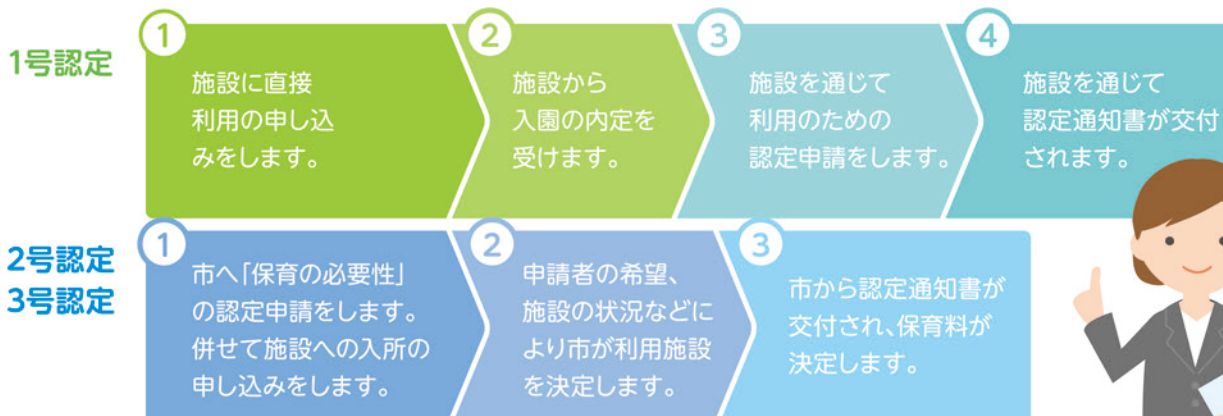 1号認定
1
施設に直接
利用の申し込
みをします。
2
施設から
入園の内定を
受けます。
3
施設を通じて
利用のための
認定申請をします。
4
施設を通じて
認定通知書が交付
されます。
2号認定
3号認定
1
市へ「保育の必要性」
の認定申請をします。
併せて施設への入所の
申し込みをします。
2
申請者の希望、
施設の状況などに
より市が利用施設
を決定します。
3
市から認定通知書が
交付され、保育料が
決定します。